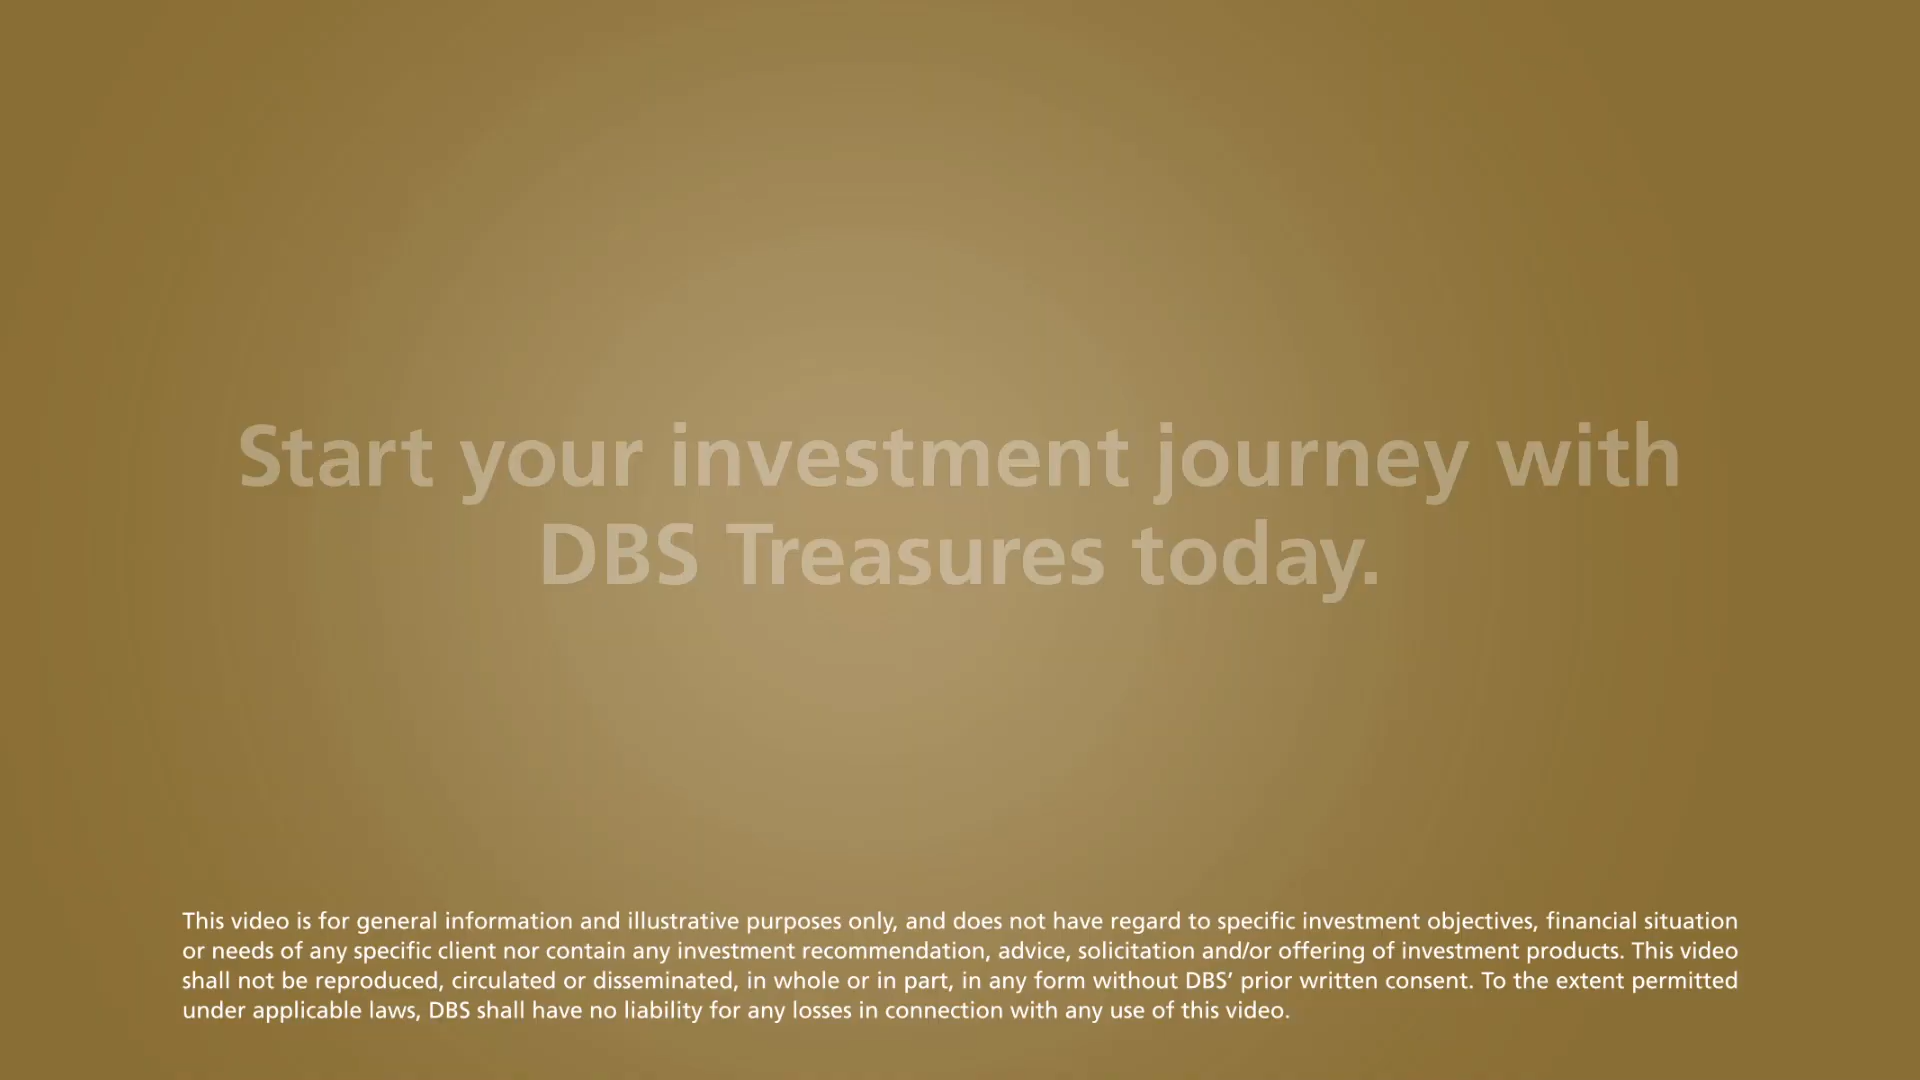 Start your investment journey with
DBS Treasures today.
This video is for general information and illustrative purposes only, and does not have regard to specific investment objectives, financial situation
or needs of any specific client nor contain any investment recommendation, advice, solicitation and/or offering of investment products. This video
shall not be reproduced, circulated or disseminated, in whole or in part, in any form without DBS’ prior written consent. To the extent permitted
under applicable laws, DBS shall have no liability for any losses in connection with any use of this video.